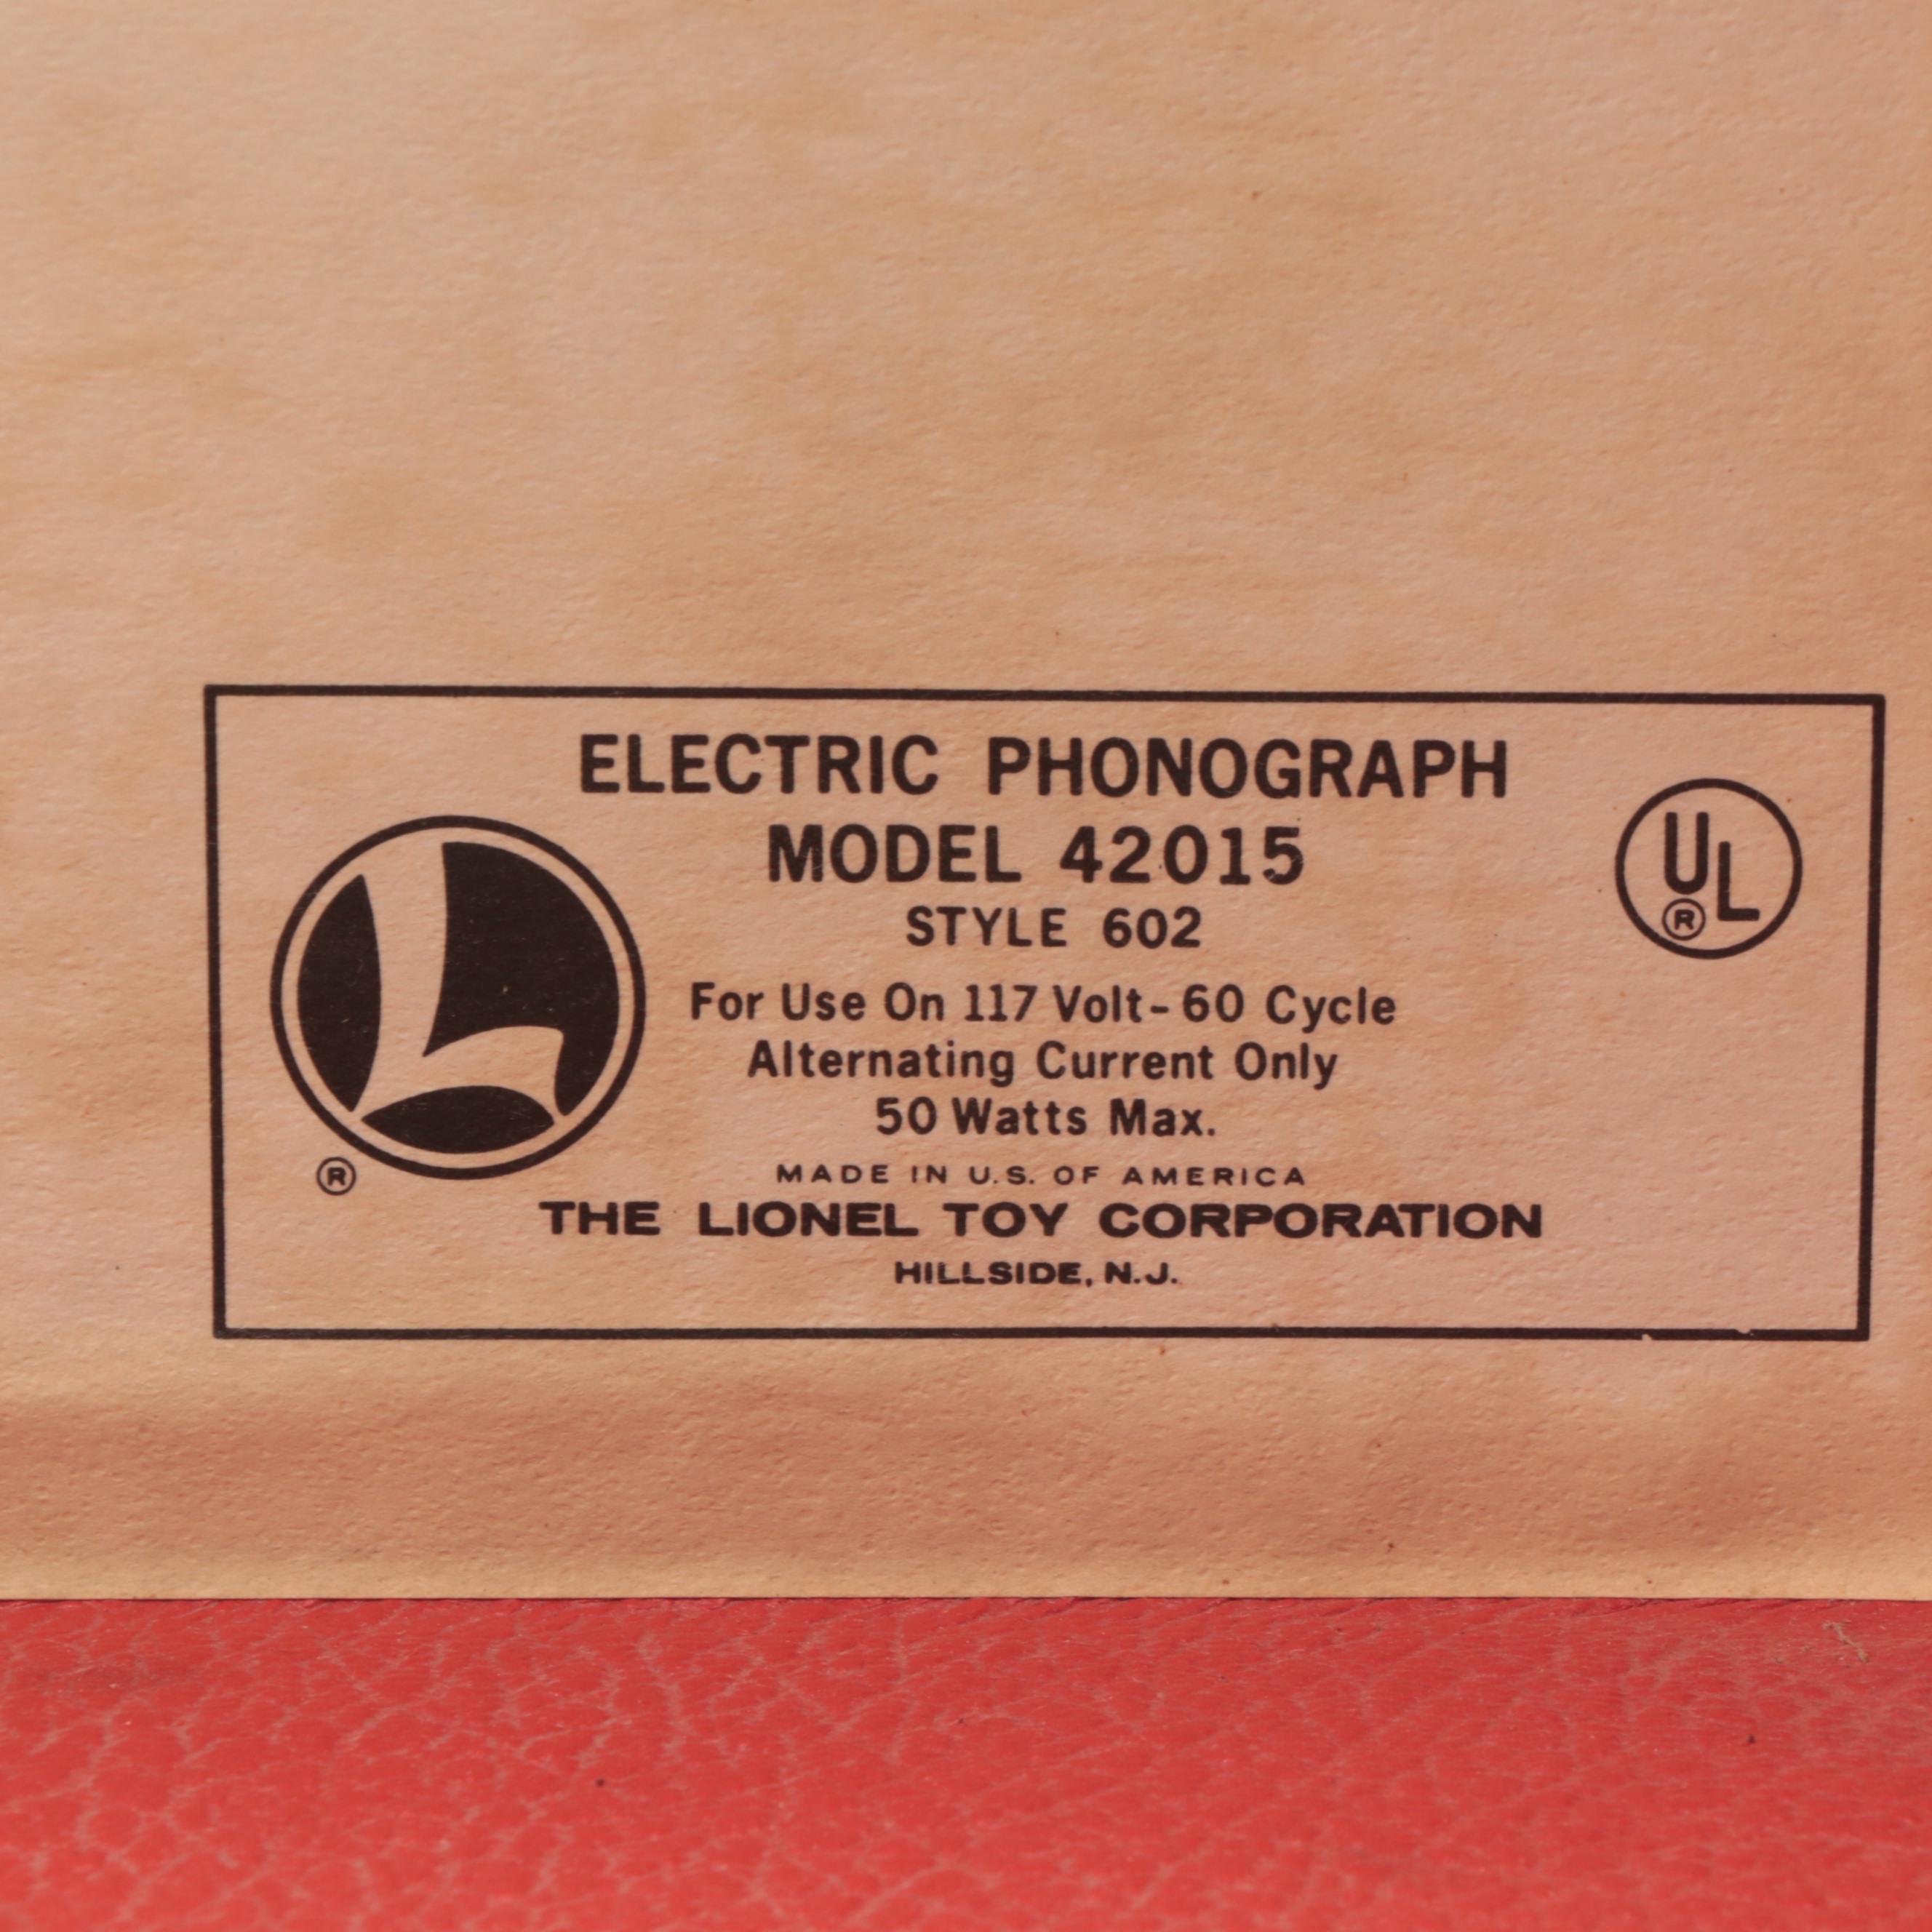 ELECTRIC PHONOGRAPH
MODEL 42015
STYLE 602
For Use On 117 Volt-60 Cycle
Alternating Current Only
50 Watts Max.
MADE IN U.S. OF AMERICA
THE LIONEL TOY CORPORATION
HILLSIDE, N.J.
L
®
UL
®